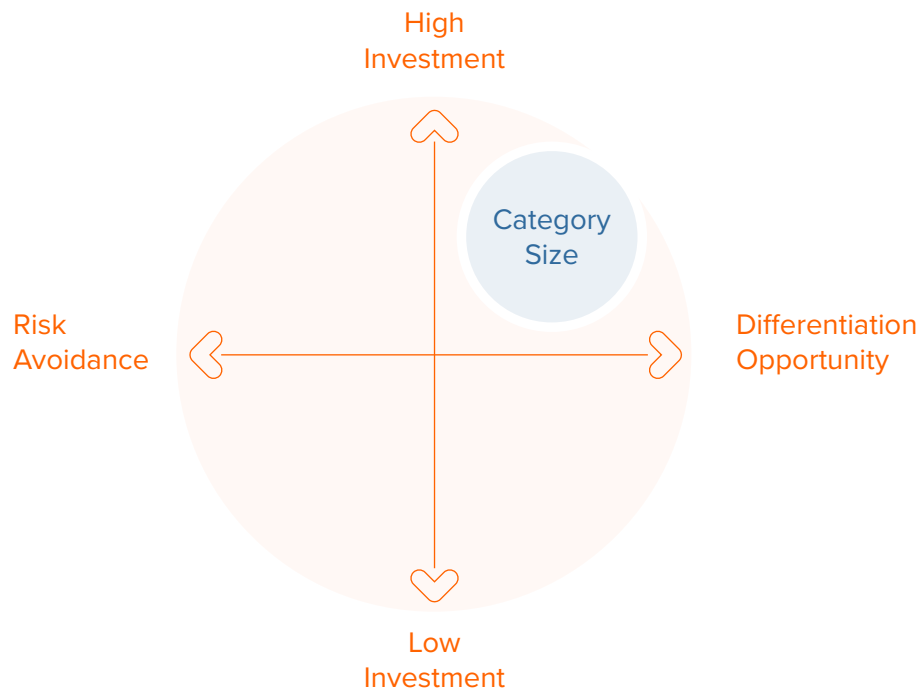 High
Investment
Category
Size
Risk
Avoidance
Differentiation
Opportunity
Low
Investment